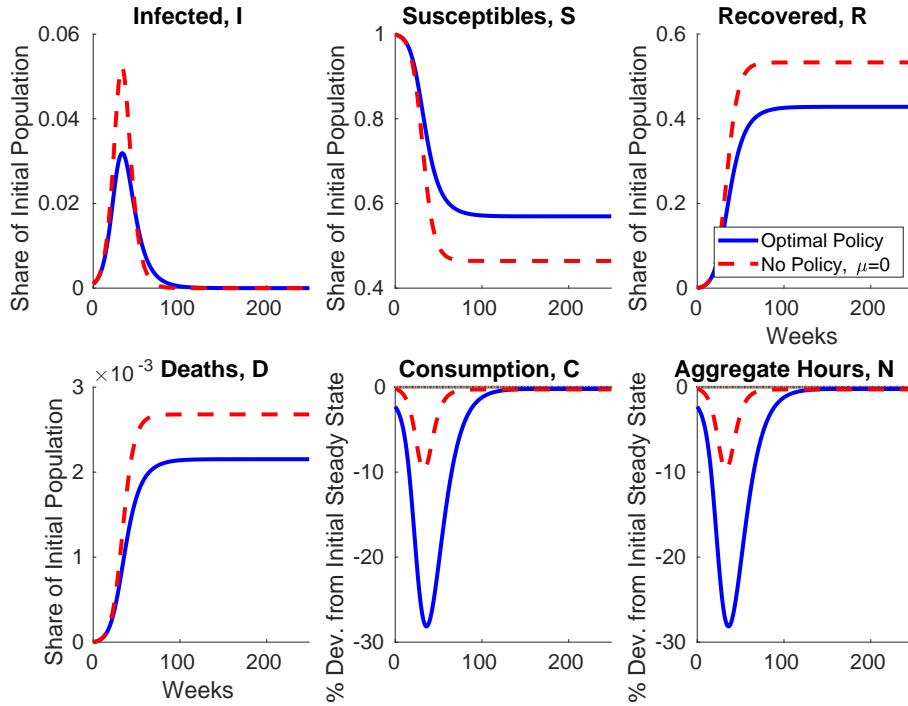 Infected, I
Share of Initial Population
0.06
0.04
0.02
0
0 100 200
Susceptibles, S
Share of Initial Population
1
0.8
0.6
0.4
0 100 200
Recovered, R
Share of Initial Population
0.6
0.4
0.2
0
0 100 200
Weeks
Optimal Policy
No Policy, μ=0
Deaths, D
×10⁻³
Share of Initial Population
3
2
1
0
0 100 200
Weeks
Consumption, C
% Dev. from Initial Steady State
0
-10
-20
-30
0 100 200
Aggregate Hours, N
% Dev. from Initial Steady State
0
-10
-20
-30
0 100 200